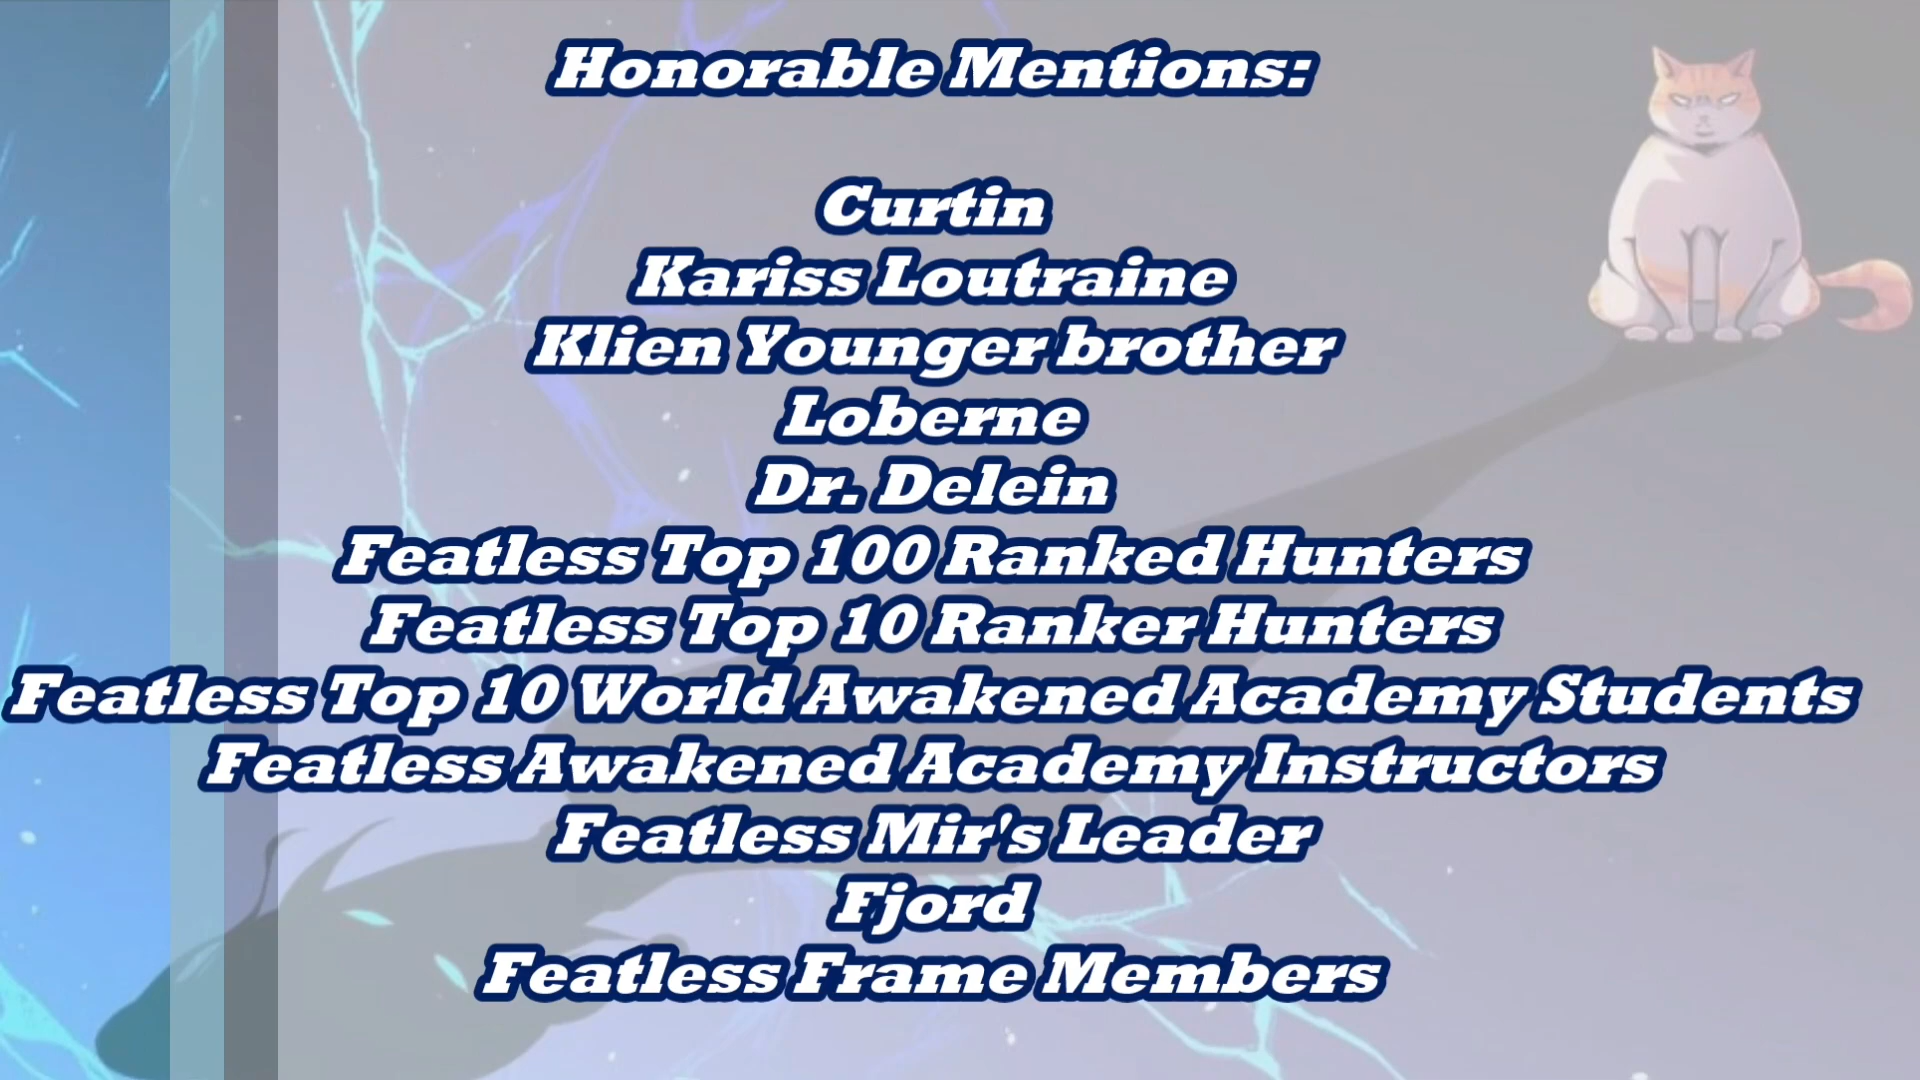 Honorable Mentions:
Curtin
Kariss Loutraine
Klien Younger brother
Loberne
Dr. Delein
Featless Top 100 Ranked Hunters
Featless Top 10 Ranker Hunters
Featless Top 10 World Awakened Academy Students
Featless Awakened Academy Instructors
Featless Mir's Leader
Fjord
Featless Frame Members